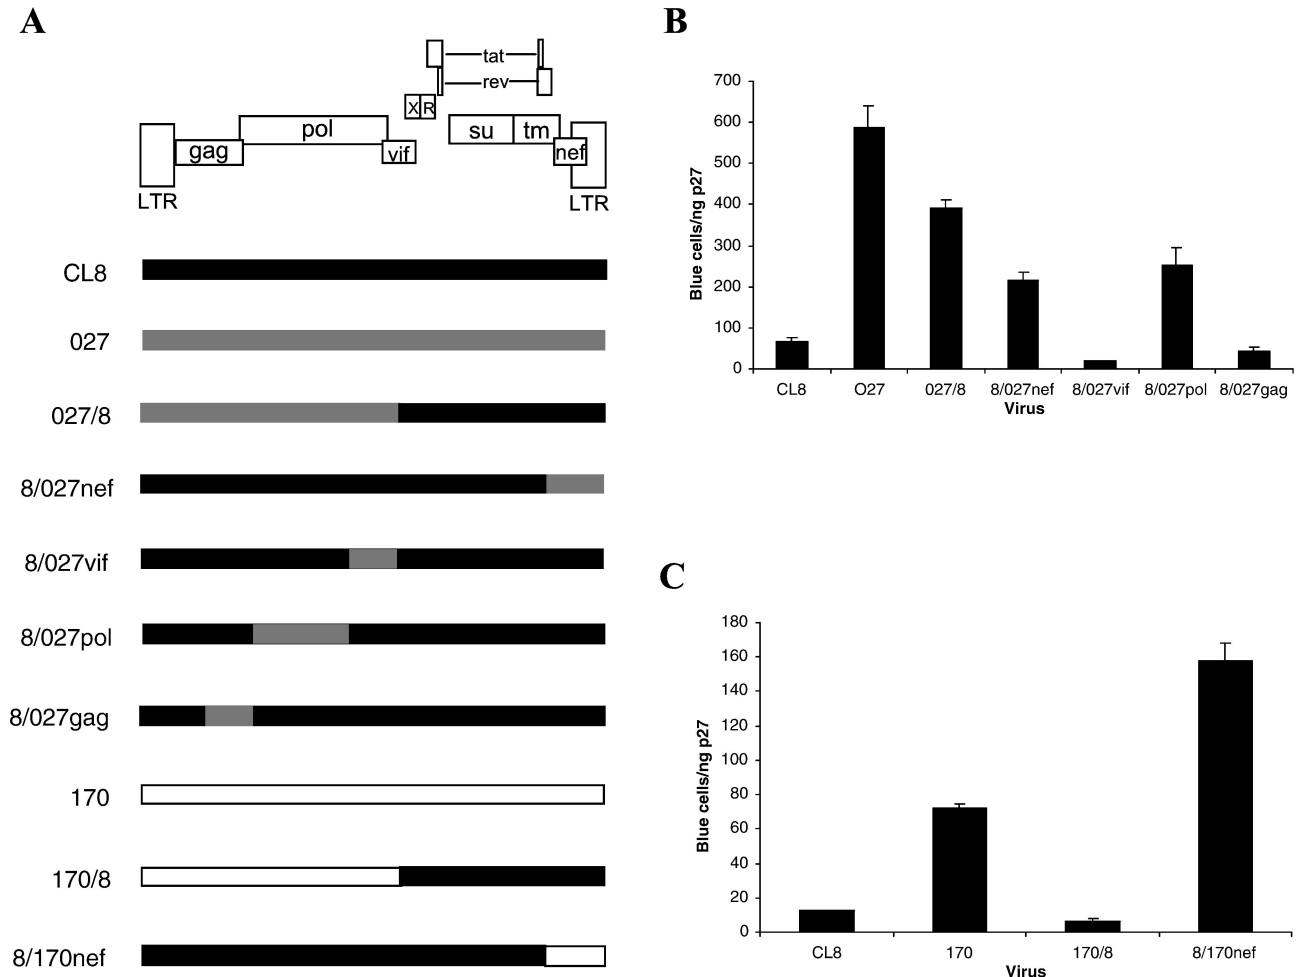 A
tat
rev
X R
pol
su tm
gag
vif
nef
LTR
LTR
CL8
027
027/8
8/027nef
8/027vif
8/027pol
8/027gag
170
170/8
8/170nef
B
700
600
500
400
300
200
100
0
Blue cells/ng p27
CL8 O27 027/8 8/027nef 8/027vif 8/027pol 8/027gag
Virus
C
180
160
140
120
100
80
60
40
20
0
Blue cells/ng p27
CL8 170 170/8 8/170nef
Virus